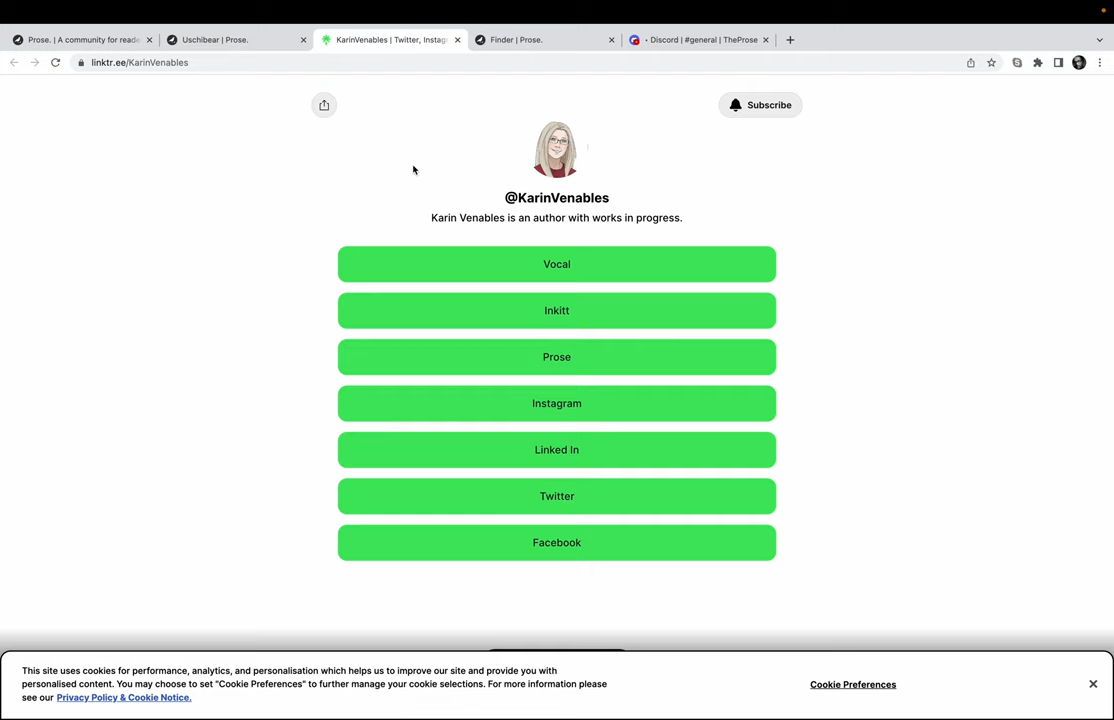 Prose. | A community for reade
Uschibear | Prose.
KarinVenables | Twitter, Instag
Finder | Prose.
• Discord | #general | TheProse
linktr.ee/KarinVenables
Subscribe
@KarinVenables
Karin Venables is an author with works in progress.
Vocal
Inkitt
Prose
Instagram
Linked In
Twitter
Facebook
This site uses cookies for performance, analytics, and personalisation which helps us to improve our site and provide you with
personalised content. You may choose to set "Cookie Preferences" to further manage your cookie selections. For more information please
see our Privacy Policy & Cookie Notice.
Cookie Preferences